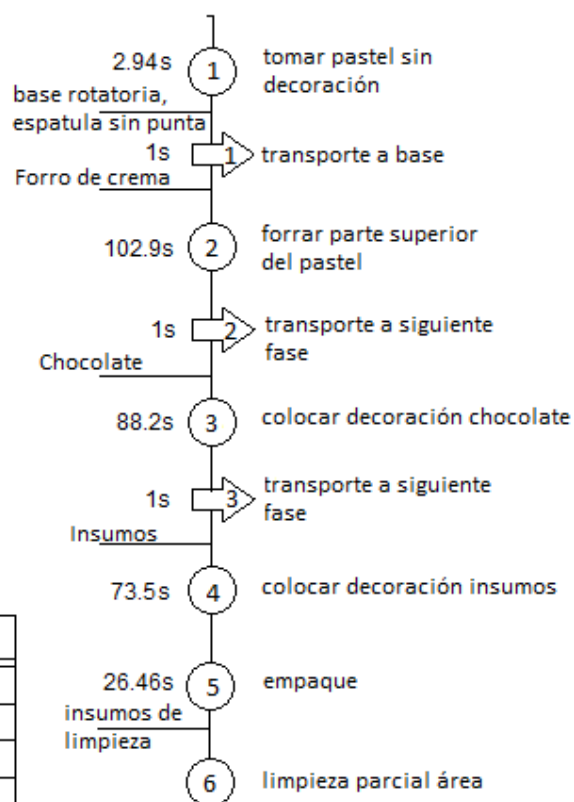 2.94s
1
tomar pastel sin
decoración
base rotatoria,
espatula sin punta
1s
1
transporte a base
Forro de crema
102.9s
2
forrar parte superior
del pastel
1s
2
transporte a siguiente
fase
Chocolate
88.2s
3
colocar decoración chocolate
1s
3
transporte a siguiente
fase
Insumos
73.5s
4
colocar decoración insumos
26.46s
5
empaque
insumos de
limpieza
6
limpieza parcial área